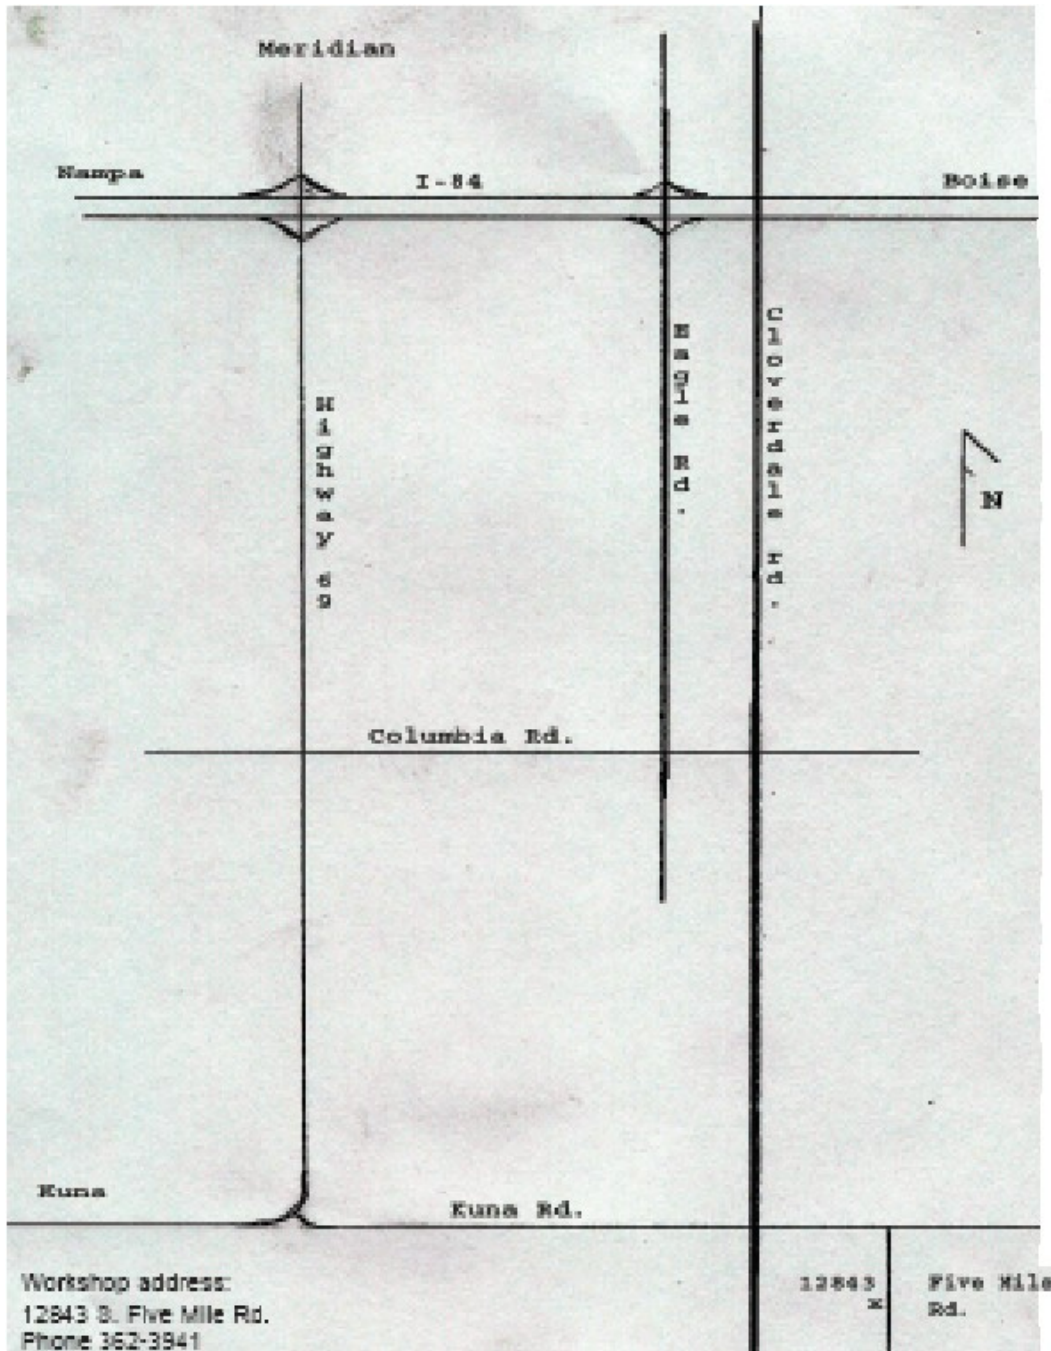 Meridian
Nampa
I-84
Boise
Eagle Rd.
Cloverdale rd.
Highway 69
N
Columbia Rd.
Kuna
Kuna Rd.
Workshop address:
12843 S. Five Mile Rd.
Phone 362-3941
12843
x
Five Mile
Rd.